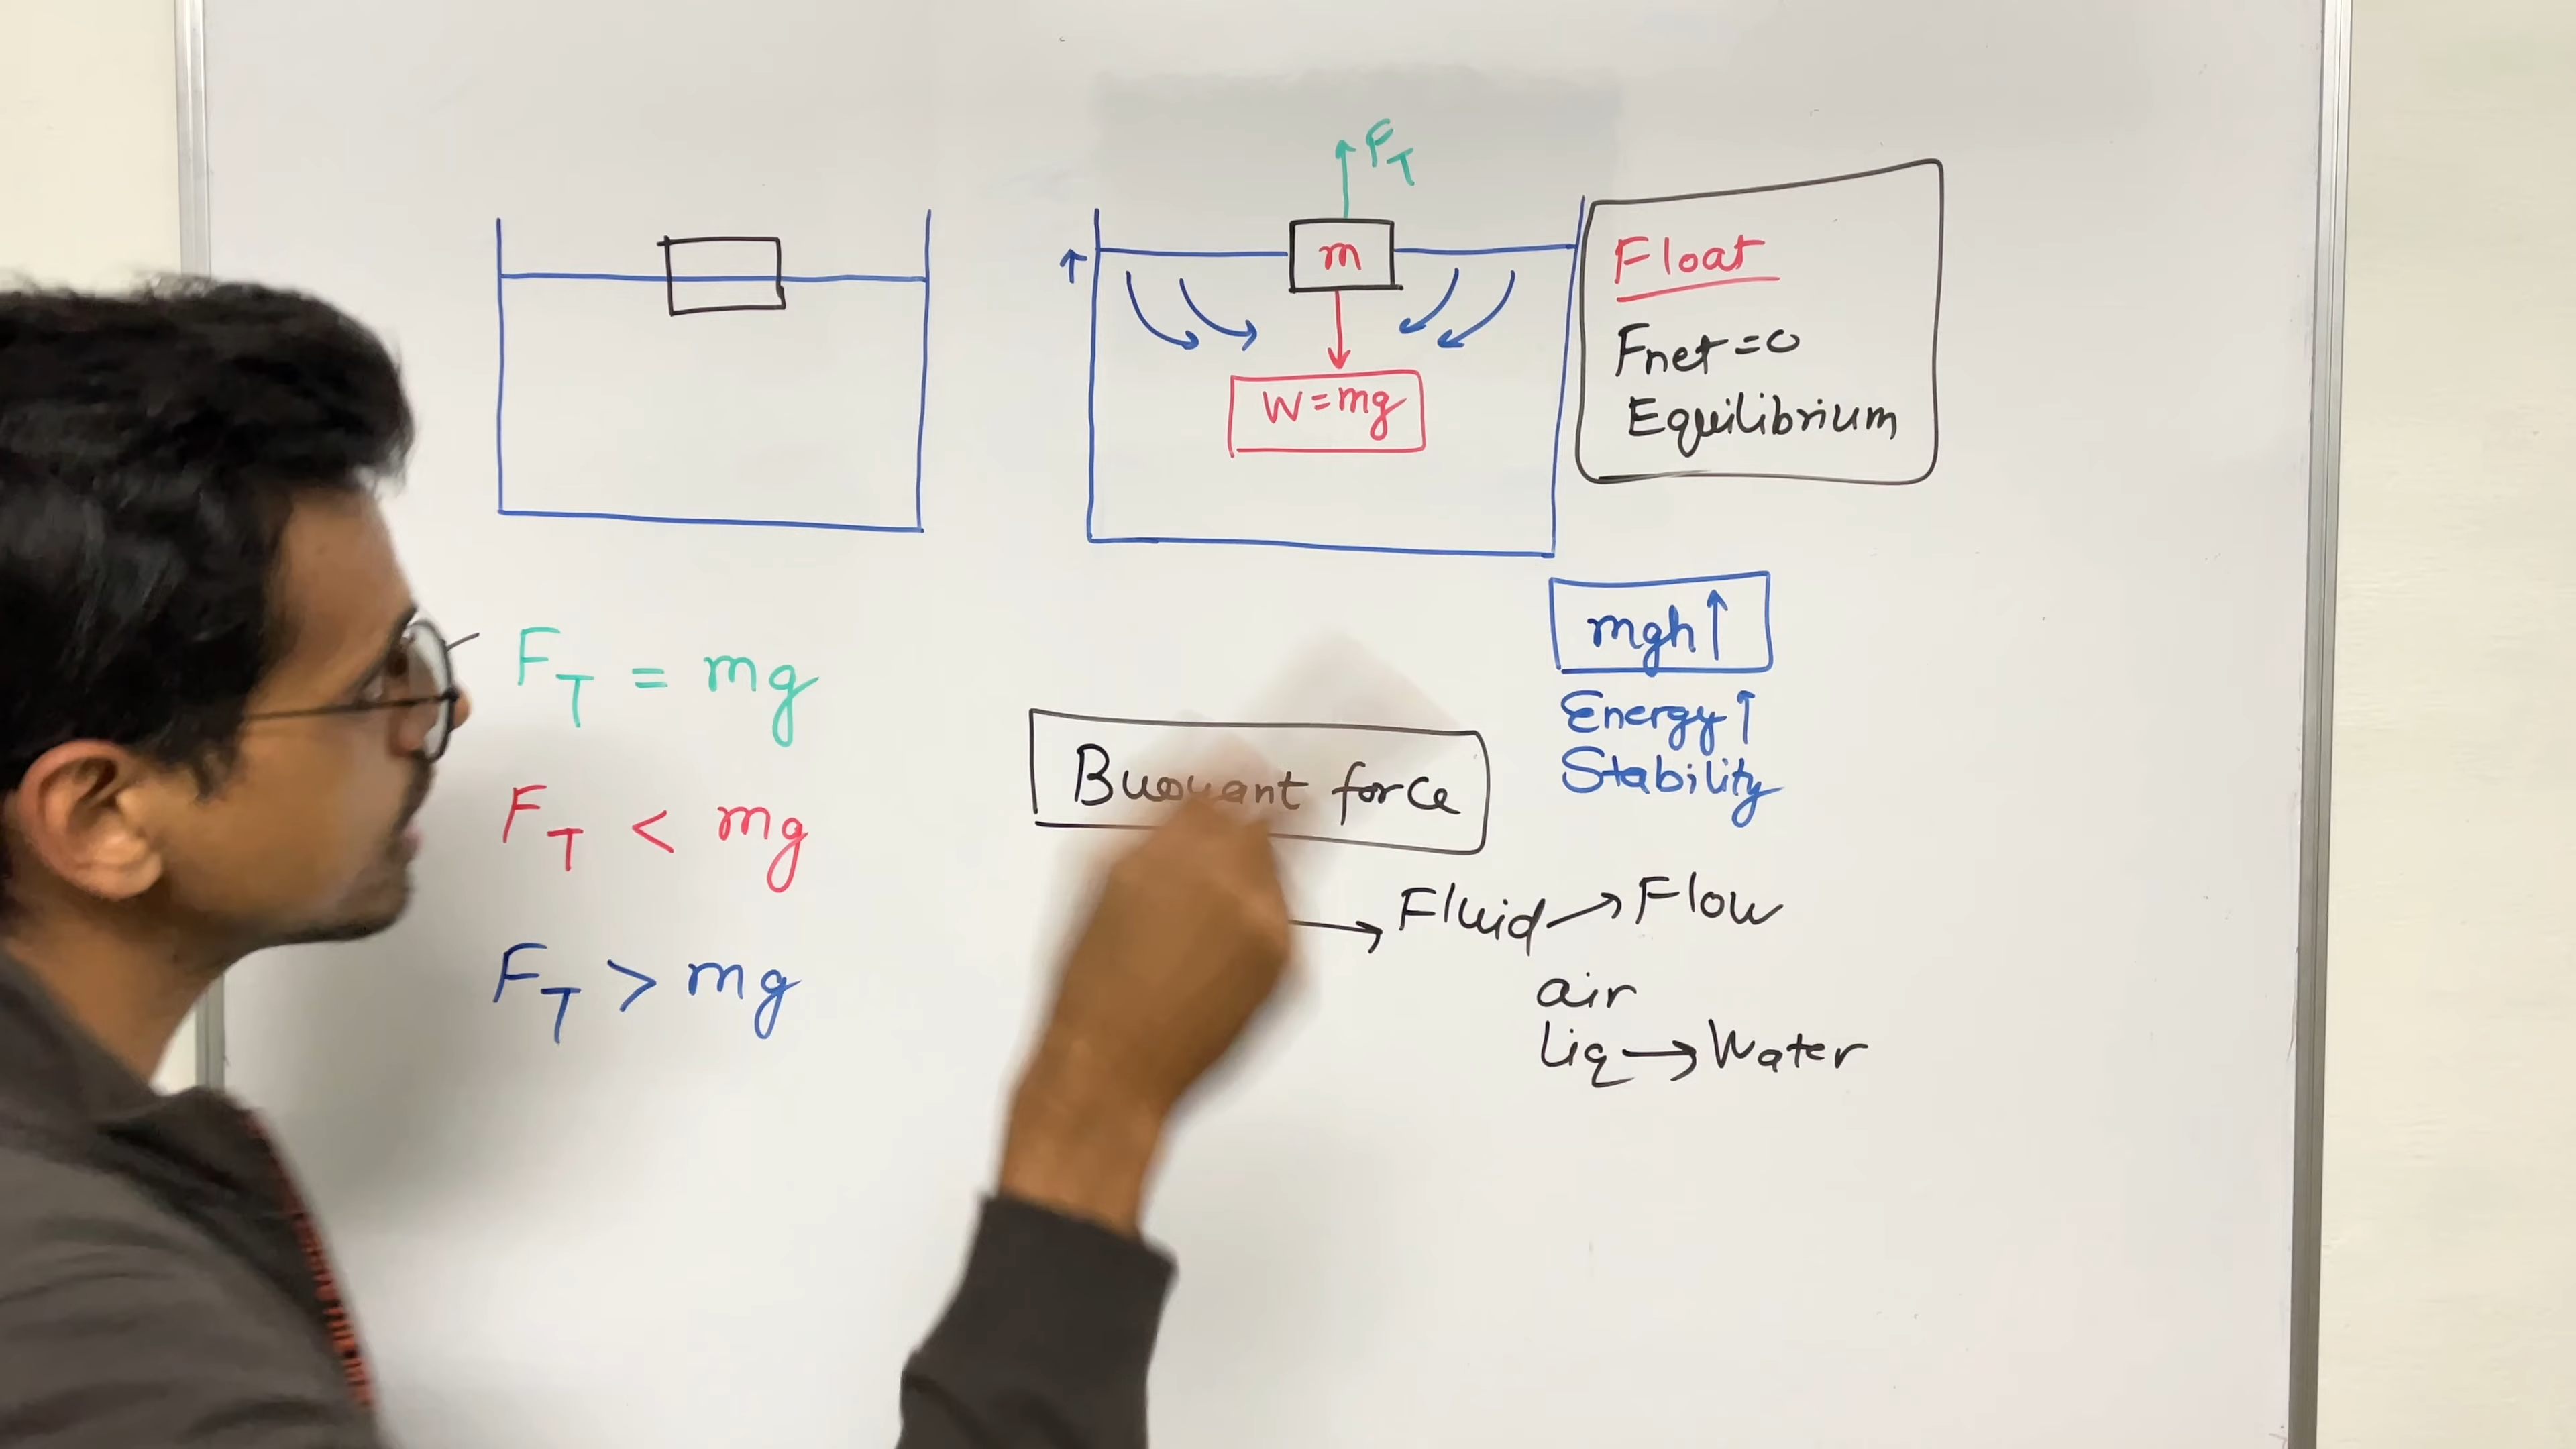 F_T
m
W=mg
Float
Fnet=0
Equilibrium
mgh↑
Energy↑
Stability
F_T = mg
F_T < mg
F_T > mg
Buoyant force
→ Fluid → Flow
air
Liq → Water